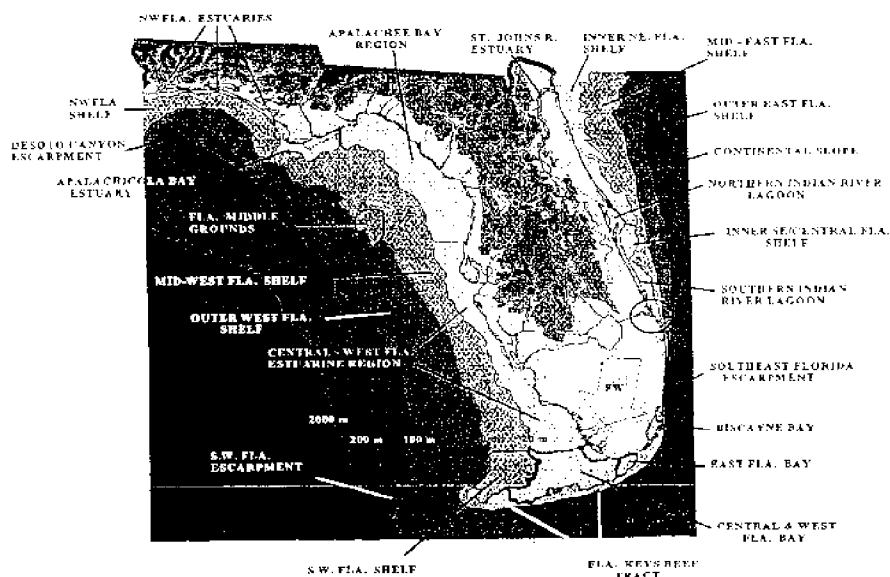 NWFLA. ESTUARIES
APALACHEE BAY
REGION
ST. JOHNS R.
ESTUARY
INNER NE. FLA.
SHELF
MID-EAST FLA.
SHELF
NWFLA
SHELF
OUTER EAST FLA.
SHELF
DESOTO CANYON
ESCARPMENT
CONTINENTAL SLOPE
APALACHICOLA BAY
ESTUARY
NORTHERN INDIAN RIVER
LAGOON
FLA. MIDDLE
GROUNDS
INNER SE/CENTRAL FLA.
SHELF
MID-WEST FLA. SHELF
SOUTHERN INDIAN
RIVER LAGOON
OUTER WEST FLA.
SHELF
CENTRAL - WEST FLA.
ESTUARINE REGION
SOUTHEAST FLORIDA
ESCARPMENT
FW
2000 m
200 m
100 m
BISCAYNE BAY
S.W. FLA.
ESCARPMENT
EAST FLA. BAY
CENTRAL & WEST
FLA. BAY
S.W. FLA. SHELF
FLA. KEYS REEF
TRACT